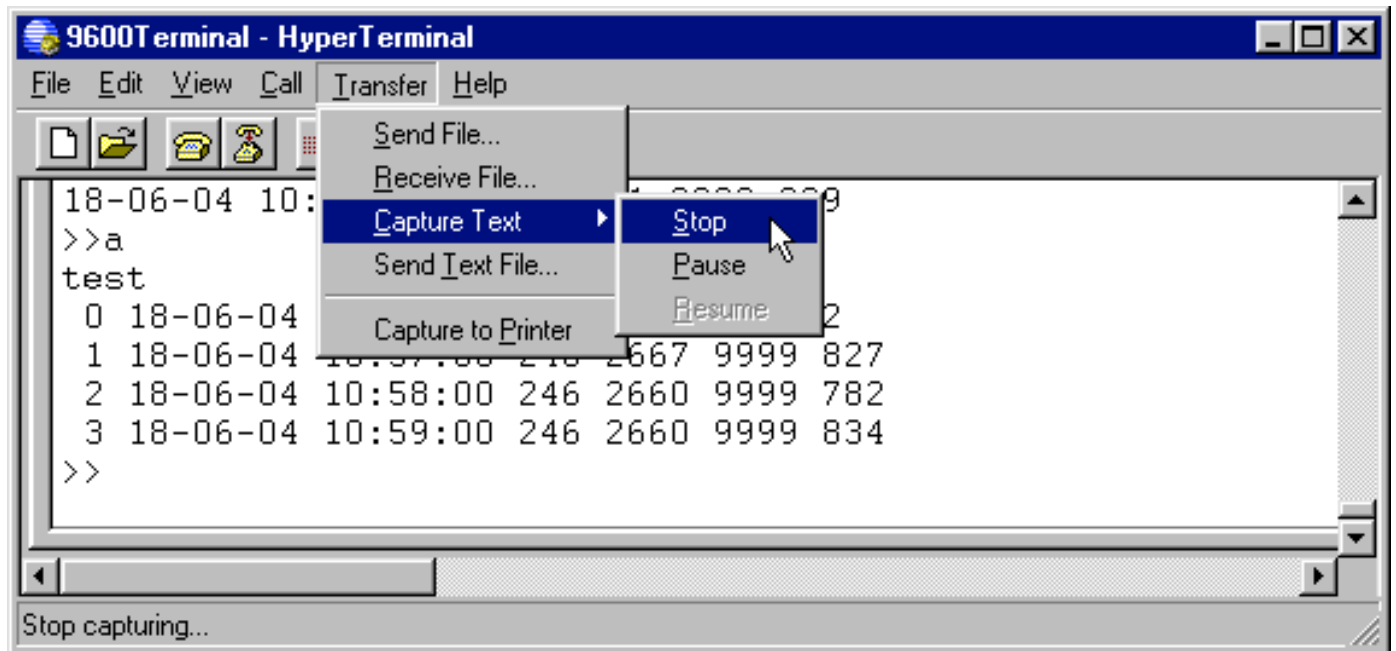 9600Terminal - HyperTerminal
File Edit View Call Transfer Help
Send File...
Receive File...
Capture Text
Send Text File...
Capture to Printer
Stop
Pause
Resume
18-06-04 10:
>>a
test
0 18-06-04
1 18-06-04 2667 9999 827
2 18-06-04 10:58:00 246 2660 9999 782
3 18-06-04 10:59:00 246 2660 9999 834
>>
Stop capturing...